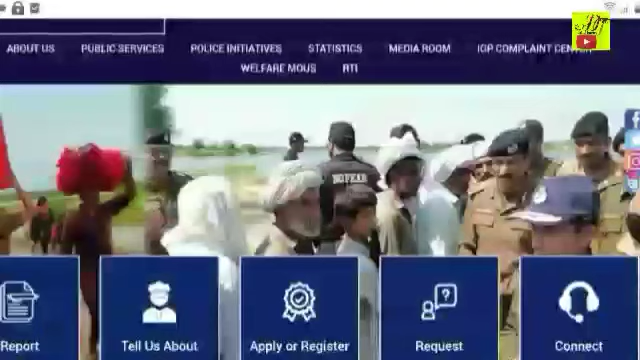 ABOUT US PUBLIC SERVICES POLICE INITIATIVES STATISTICS MEDIA ROOM IGP COMPLAINT CENTER
WELFARE MOUS RTI
Report Tell Us About Apply or Register Request Connect